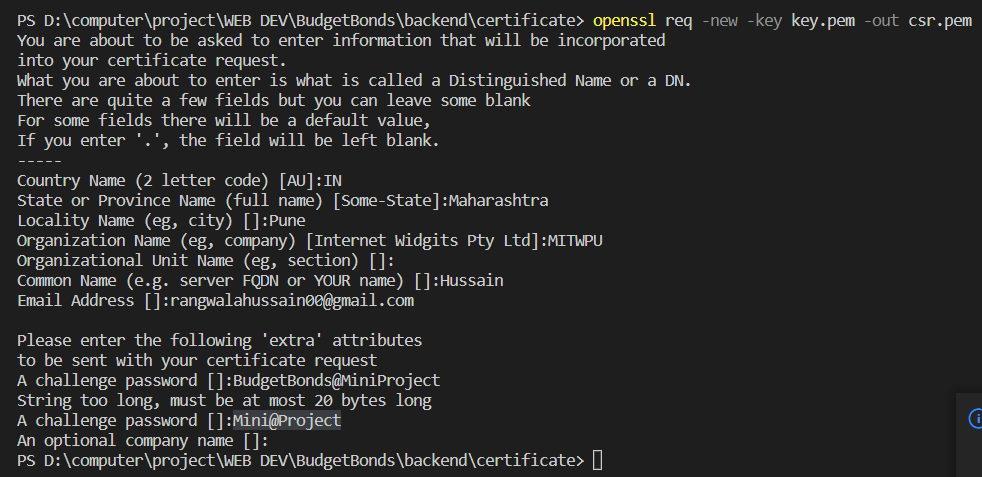 PS D:\computer\project\WEB DEV\BudgetBonds\backend\certificate> openssl req -new -key key.pem -out csr.pem
You are about to be asked to enter information that will be incorporated
into your certificate request.
What you are about to enter is what is called a Distinguished Name or a DN.
There are quite a few fields but you can leave some blank
For some fields there will be a default value,
If you enter '.', the field will be left blank.
-----
Country Name (2 letter code) [AU]:IN
State or Province Name (full name) [Some-State]:Maharashtra
Locality Name (eg, city) []:Pune
Organization Name (eg, company) [Internet Widgits Pty Ltd]:MITWPU
Organizational Unit Name (eg, section) []:
Common Name (e.g. server FQDN or YOUR name) []:Hussain
Email Address []:rangwalahussain00@gmail.com
Please enter the following 'extra' attributes
to be sent with your certificate request
A challenge password []:BudgetBonds@MiniProject
String too long, must be at most 20 bytes long
A challenge password []:Mini@Project
An optional company name []:
PS D:\computer\project\WEB DEV\BudgetBonds\backend\certificate>